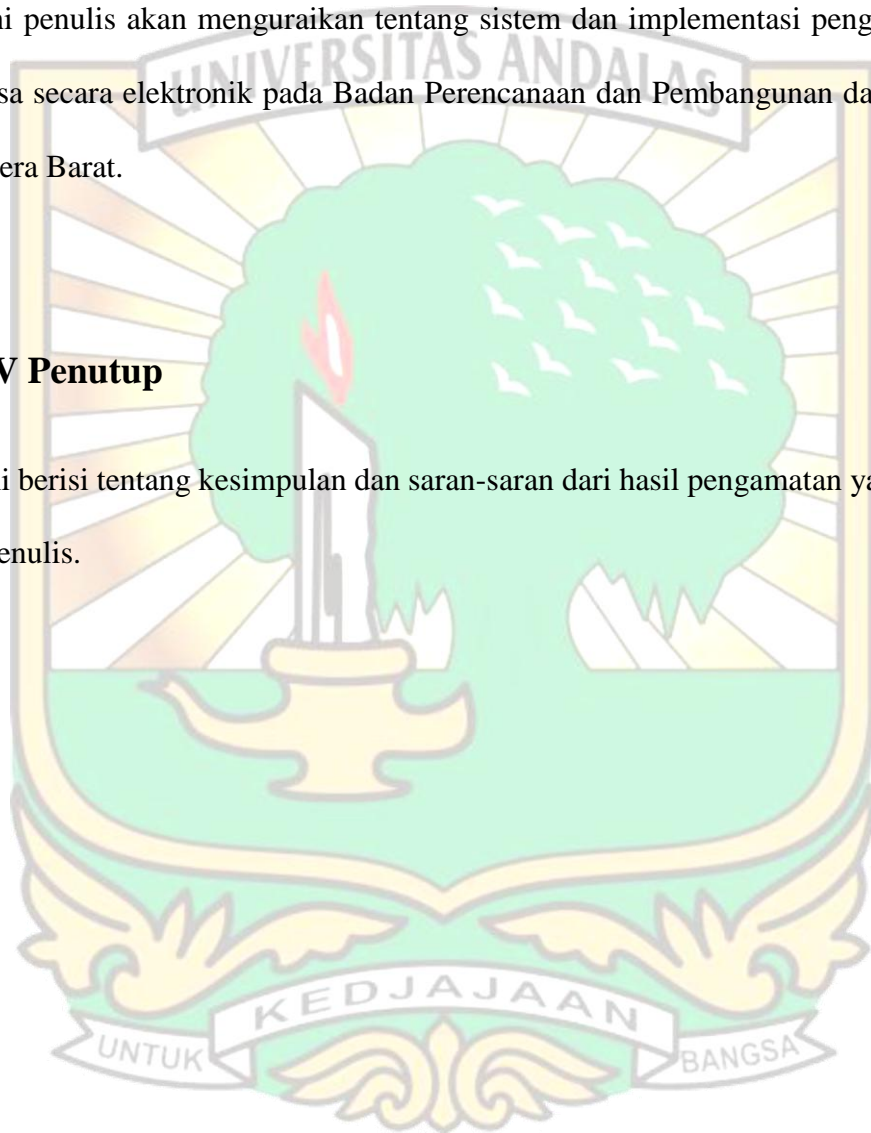 ni penulis akan menguraikan tentang sistem dan implementasi peng
UNIVERSITAS ANDALAS
sa secara elektronik pada Badan Perencanaan dan Pembangunan da
era Barat.
V Penutup
i berisi tentang kesimpulan dan saran-saran dari hasil pengamatan ya
enulis.
KEDJAJAAN
UNTUK
BANGSA